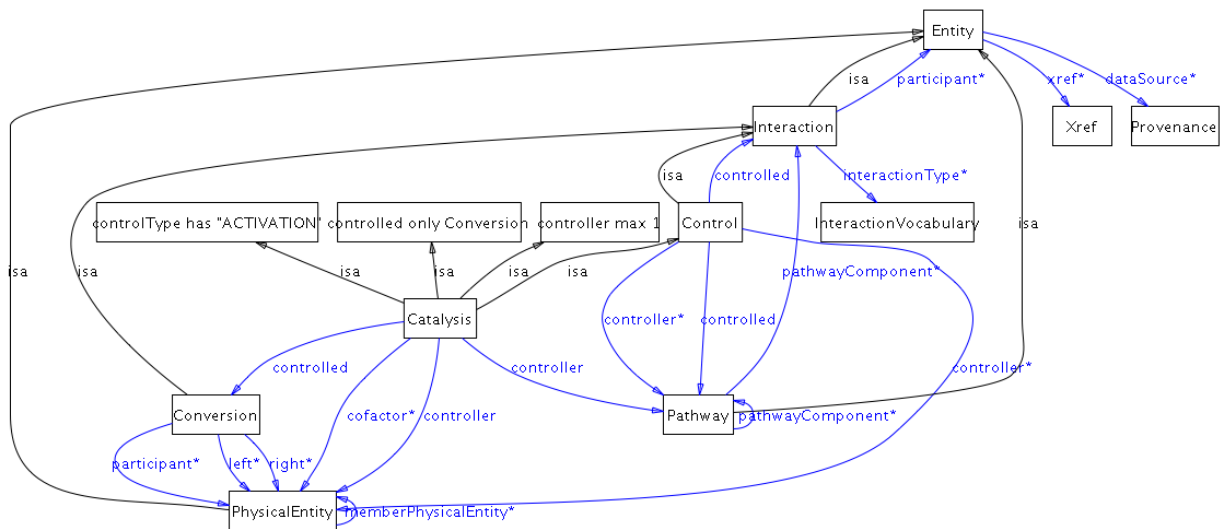 Entity
isa
participant*
xref*
dataSource*
Interaction
Xref
Provenance
isa
controlled
interactionType*
controlType has "ACTIVATION"
controlled only Conversion
controller max 1
Control
InteractionVocabulary
isa
isa
isa
isa
isa
isa
isa
pathwayComponent*
isa
Catalysis
controller*
controlled
controlled
cofactor*
controller
controller
controller*
Conversion
Pathway
pathwayComponent*
participant*
left*
right*
PhysicalEntity
memberPhysicalEntity*